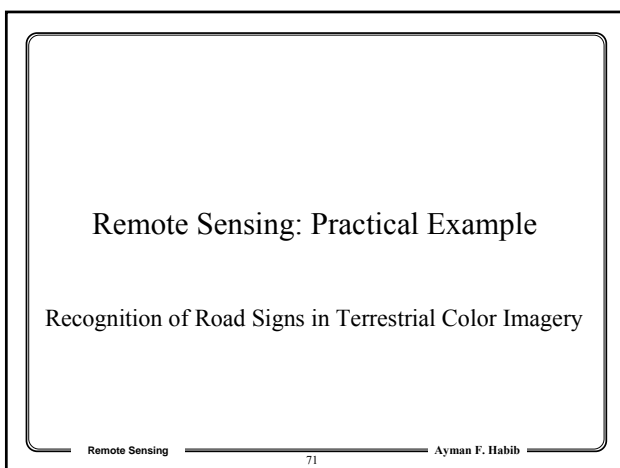 Remote Sensing: Practical Example
Recognition of Road Signs in Terrestrial Color Imagery
Remote Sensing
71
Ayman F. Habib